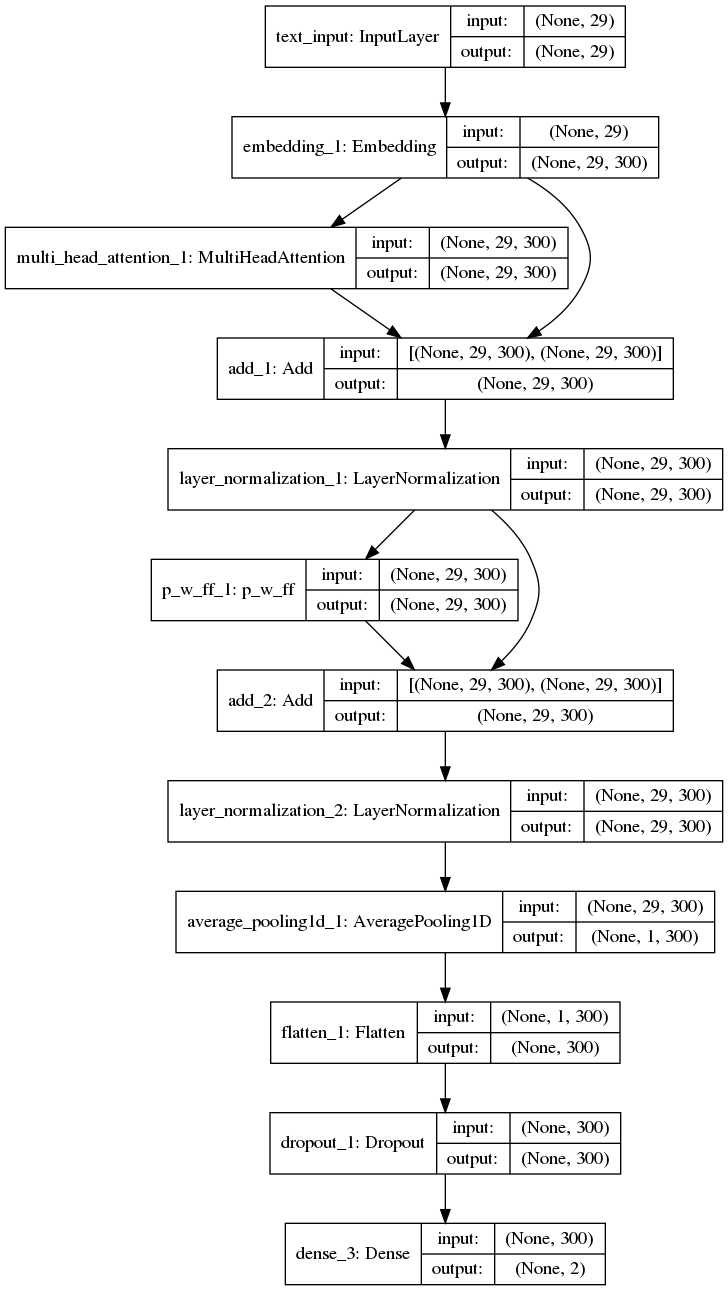 text_input: InputLayer
input: (None, 29)
output: (None, 29)
embedding_1: Embedding
input: (None, 29)
output: (None, 29, 300)
multi_head_attention_1: MultiHeadAttention
input: (None, 29, 300)
output: (None, 29, 300)
add_1: Add
input: [(None, 29, 300), (None, 29, 300)]
output: (None, 29, 300)
layer_normalization_1: LayerNormalization
input: (None, 29, 300)
output: (None, 29, 300)
p_w_ff_1: p_w_ff
input: (None, 29, 300)
output: (None, 29, 300)
add_2: Add
input: [(None, 29, 300), (None, 29, 300)]
output: (None, 29, 300)
layer_normalization_2: LayerNormalization
input: (None, 29, 300)
output: (None, 29, 300)
average_pooling1d_1: AveragePooling1D
input: (None, 29, 300)
output: (None, 1, 300)
flatten_1: Flatten
input: (None, 1, 300)
output: (None, 300)
dropout_1: Dropout
input: (None, 300)
output: (None, 300)
dense_3: Dense
input: (None, 300)
output: (None, 2)